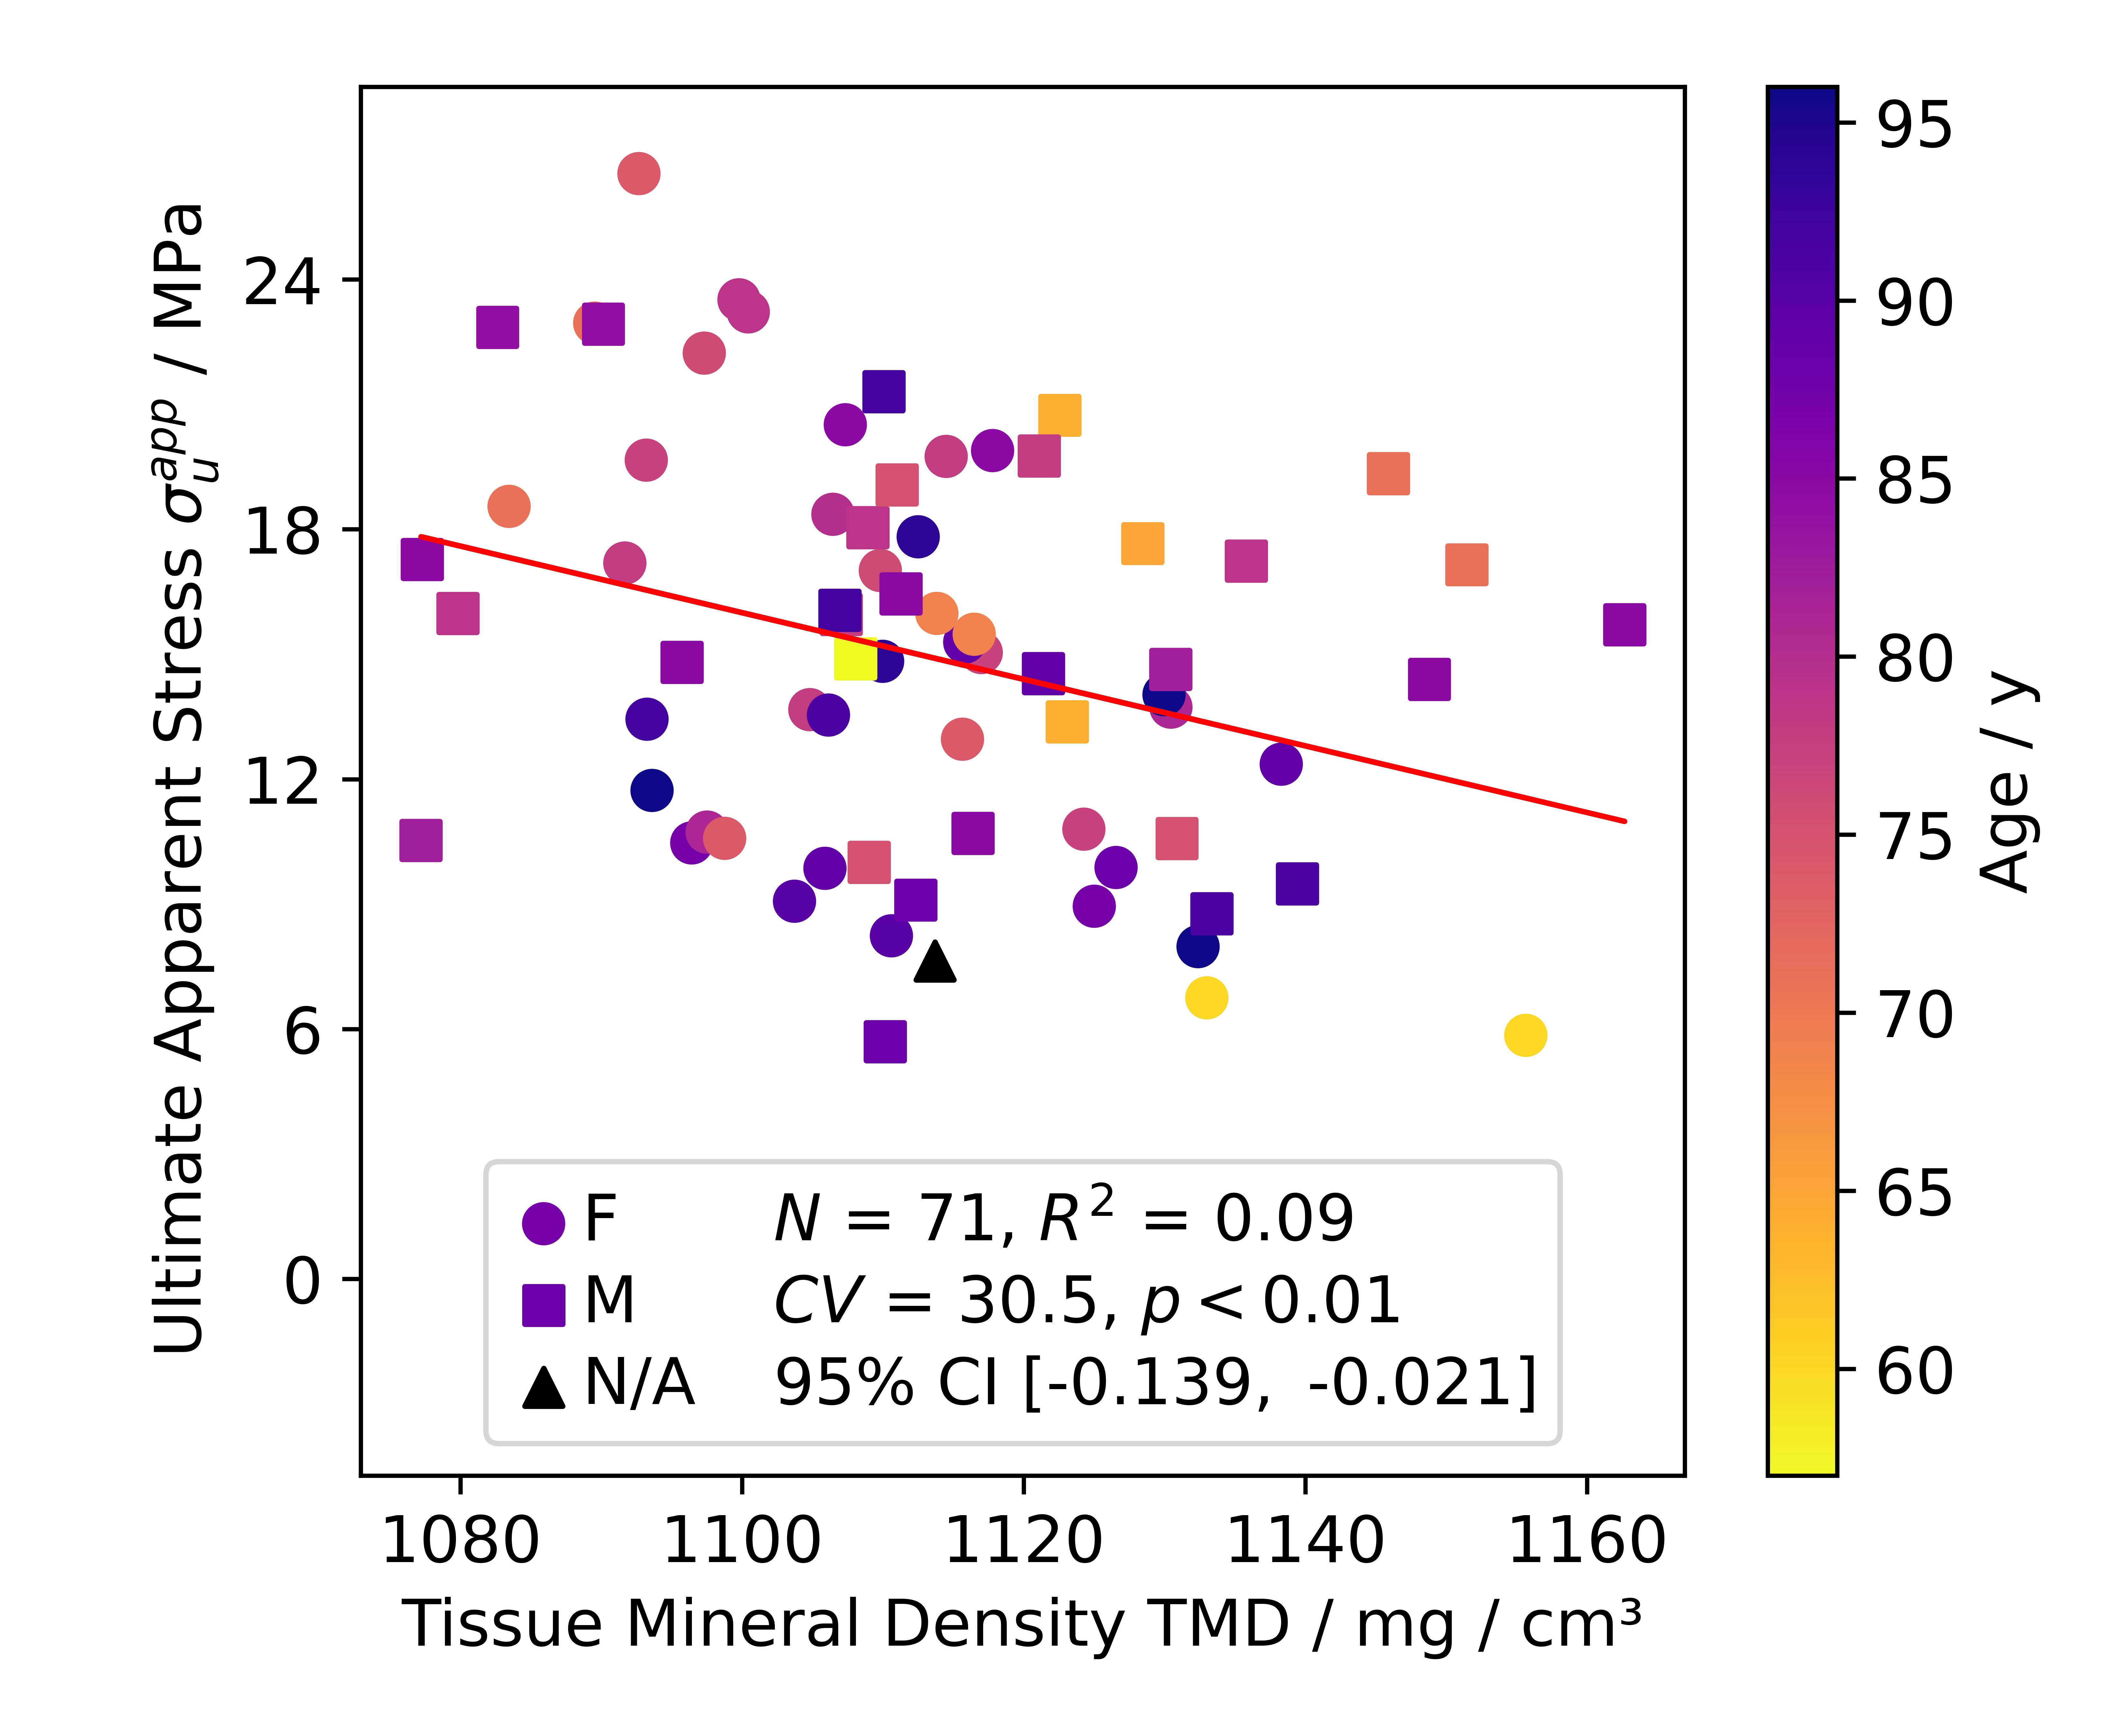 Ultimate Apparent Stress σ_u^app / MPa
24
18
12
6
0
F N = 71, R² = 0.09
M CV = 30.5, p < 0.01
N/A 95% CI [-0.139, -0.021]
1080 1100 1120 1140 1160
Tissue Mineral Density TMD / mg / cm³
95
90
85
80
75
70
65
60
Age / y